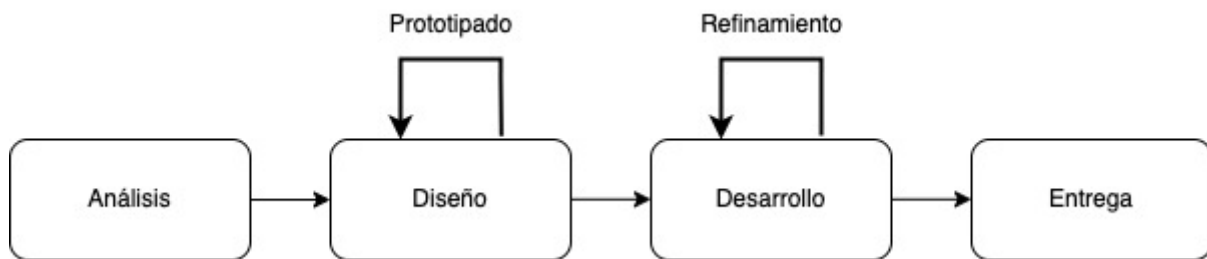 Prototipado
Refinamiento
Análisis
Diseño
Desarrollo
Entrega